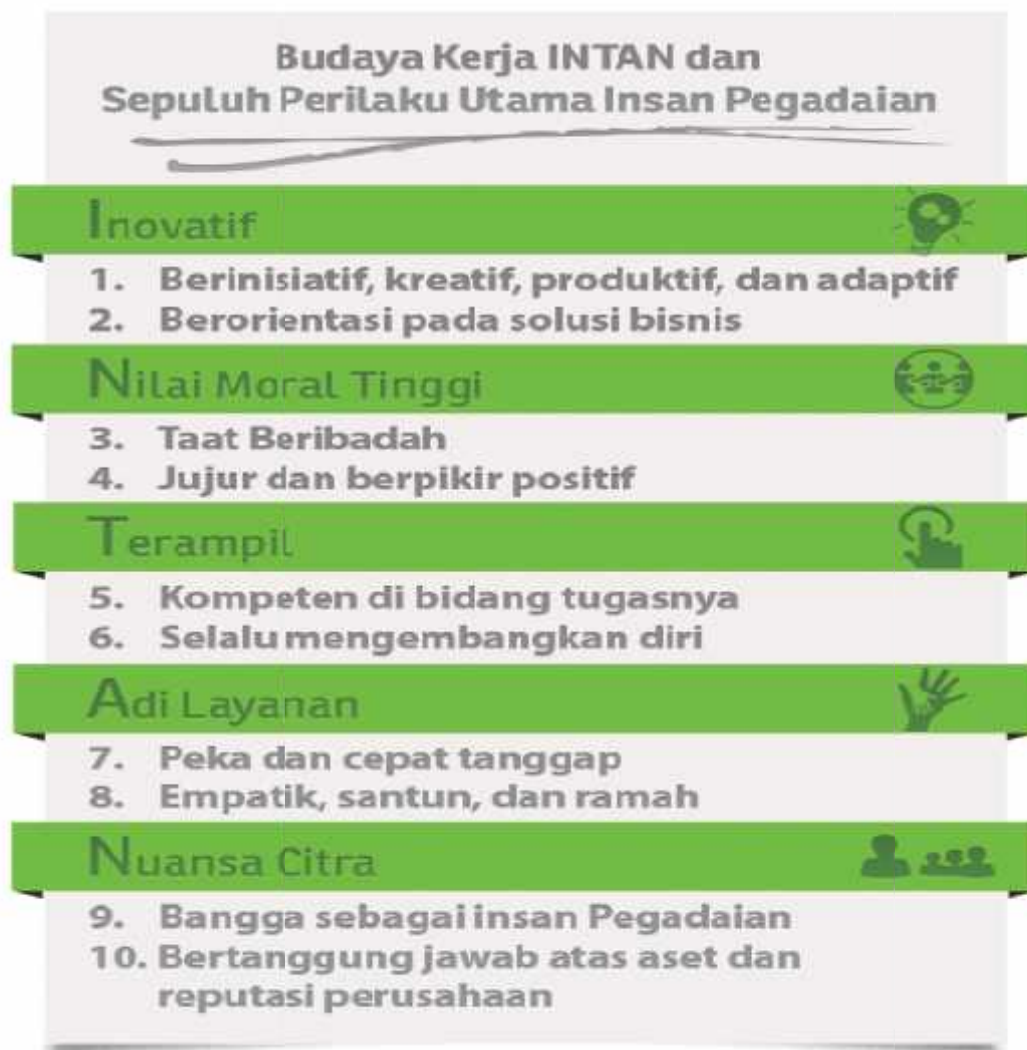 Budaya Kerja INTAN dan
Sepuluh Perilaku Utama Insan Pegadaian
Inovatif
1. Berinisiatif, kreatif, produktif, dan adaptif
2. Berorientasi pada solusi bisnis
Nilai Moral Tinggi
3. Taat Beribadah
4. Jujur dan berpikir positif
Terampil
5. Kompeten di bidang tugasnya
6. Selalu mengembangkan diri
Adi Layanan
7. Peka dan cepat tanggap
8. Empatik, santun, dan ramah
Nuansa Citra
9. Bangga sebagai insan Pegadaian
10. Bertanggung jawab atas aset dan
reputasi perusahaan